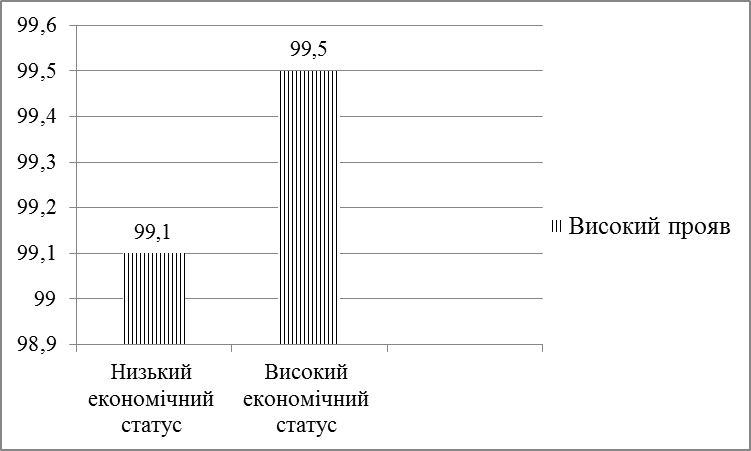 99,6
99,5
99,4
99,3
99,2
99,1
99
98,9
99,1
99,5
Низький
економічний
статус
Високий
економічний
статус
Високий прояв